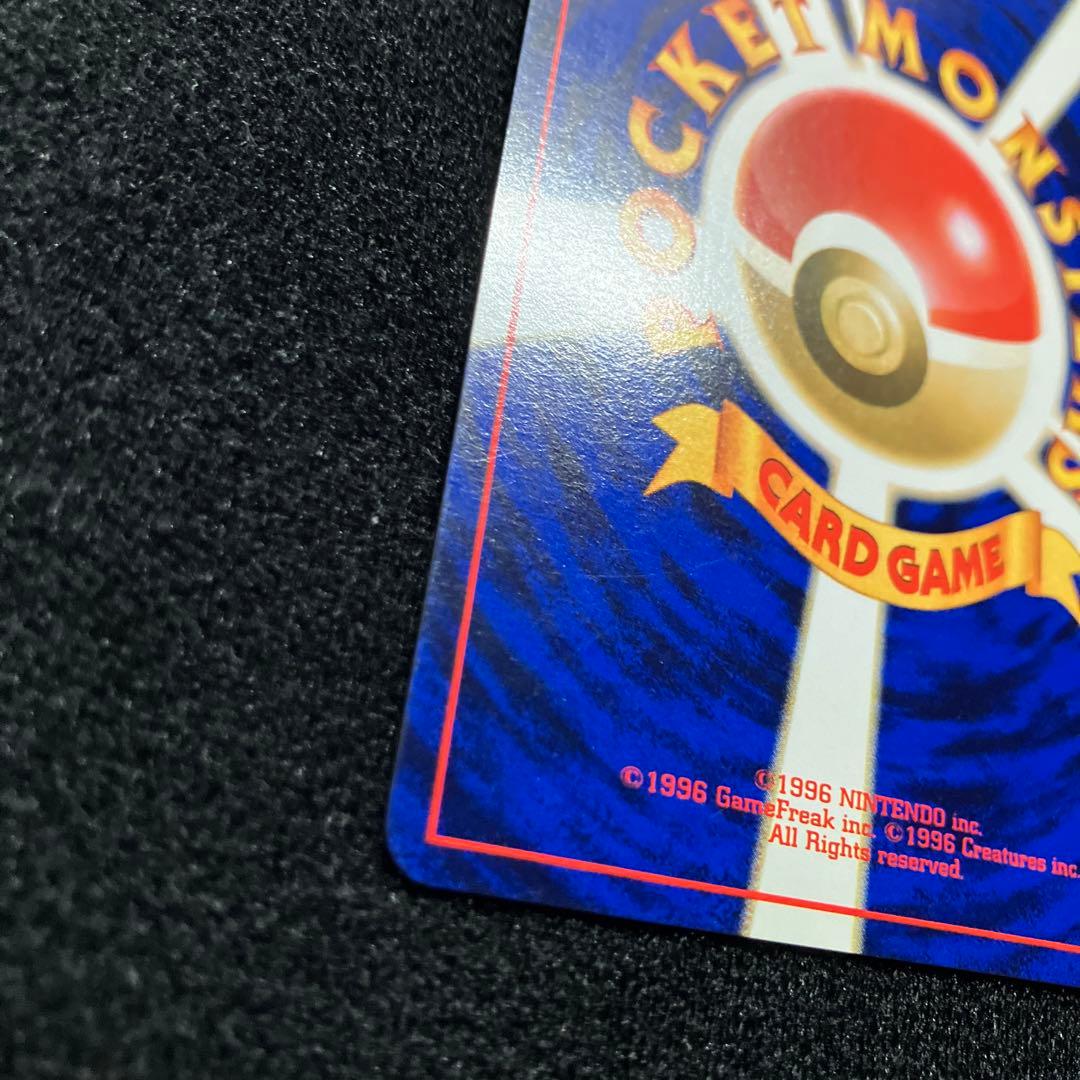 POCKET MONSTERS
CARD GAME
©1996 NINTENDO inc.
©1996 GameFreak inc. ©1996 Creatures inc.
All Rights reserved.